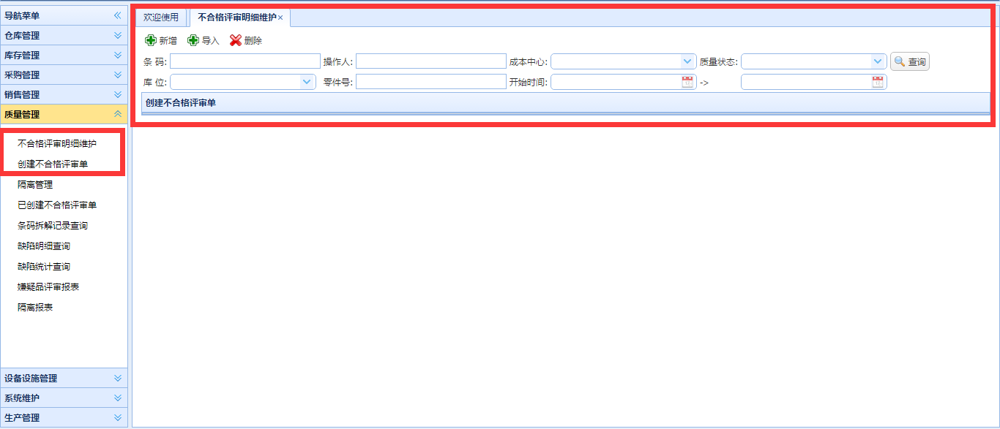 导航菜单
仓库管理
库存管理
采购管理
销售管理
质量管理
不合格评审明细维护
创建不合格评审单
隔离管理
已创建不合格评审单
条码拆解记录查询
缺陷明细查询
缺陷统计查询
嫌疑品评审报表
隔离报表
设备设施管理
系统维护
生产管理
欢迎使用 不合格评审明细维护×
新增 导入 删除
条 码: 操作人: 成本中心: 质量状态: 查询
库 位: 零件号: 开始时间: ->
创建不合格评审单